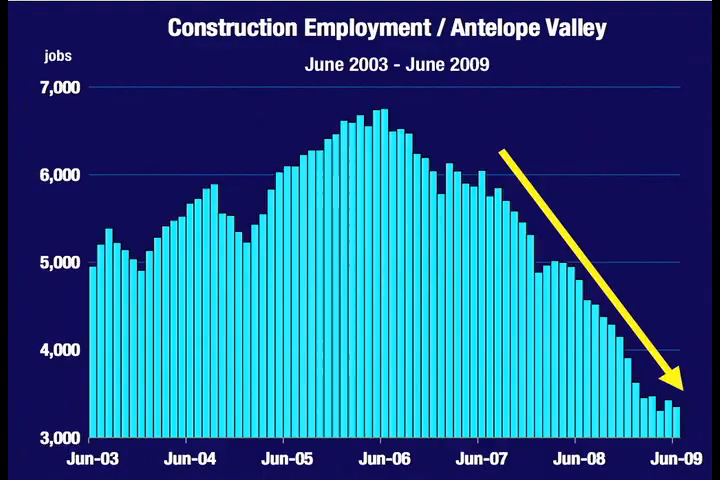 Construction Employment / Antelope Valley
jobs
June 2003 - June 2009
7,000
6,000
5,000
4,000
3,000
Jun-03 Jun-04 Jun-05 Jun-06 Jun-07 Jun-08 Jun-09